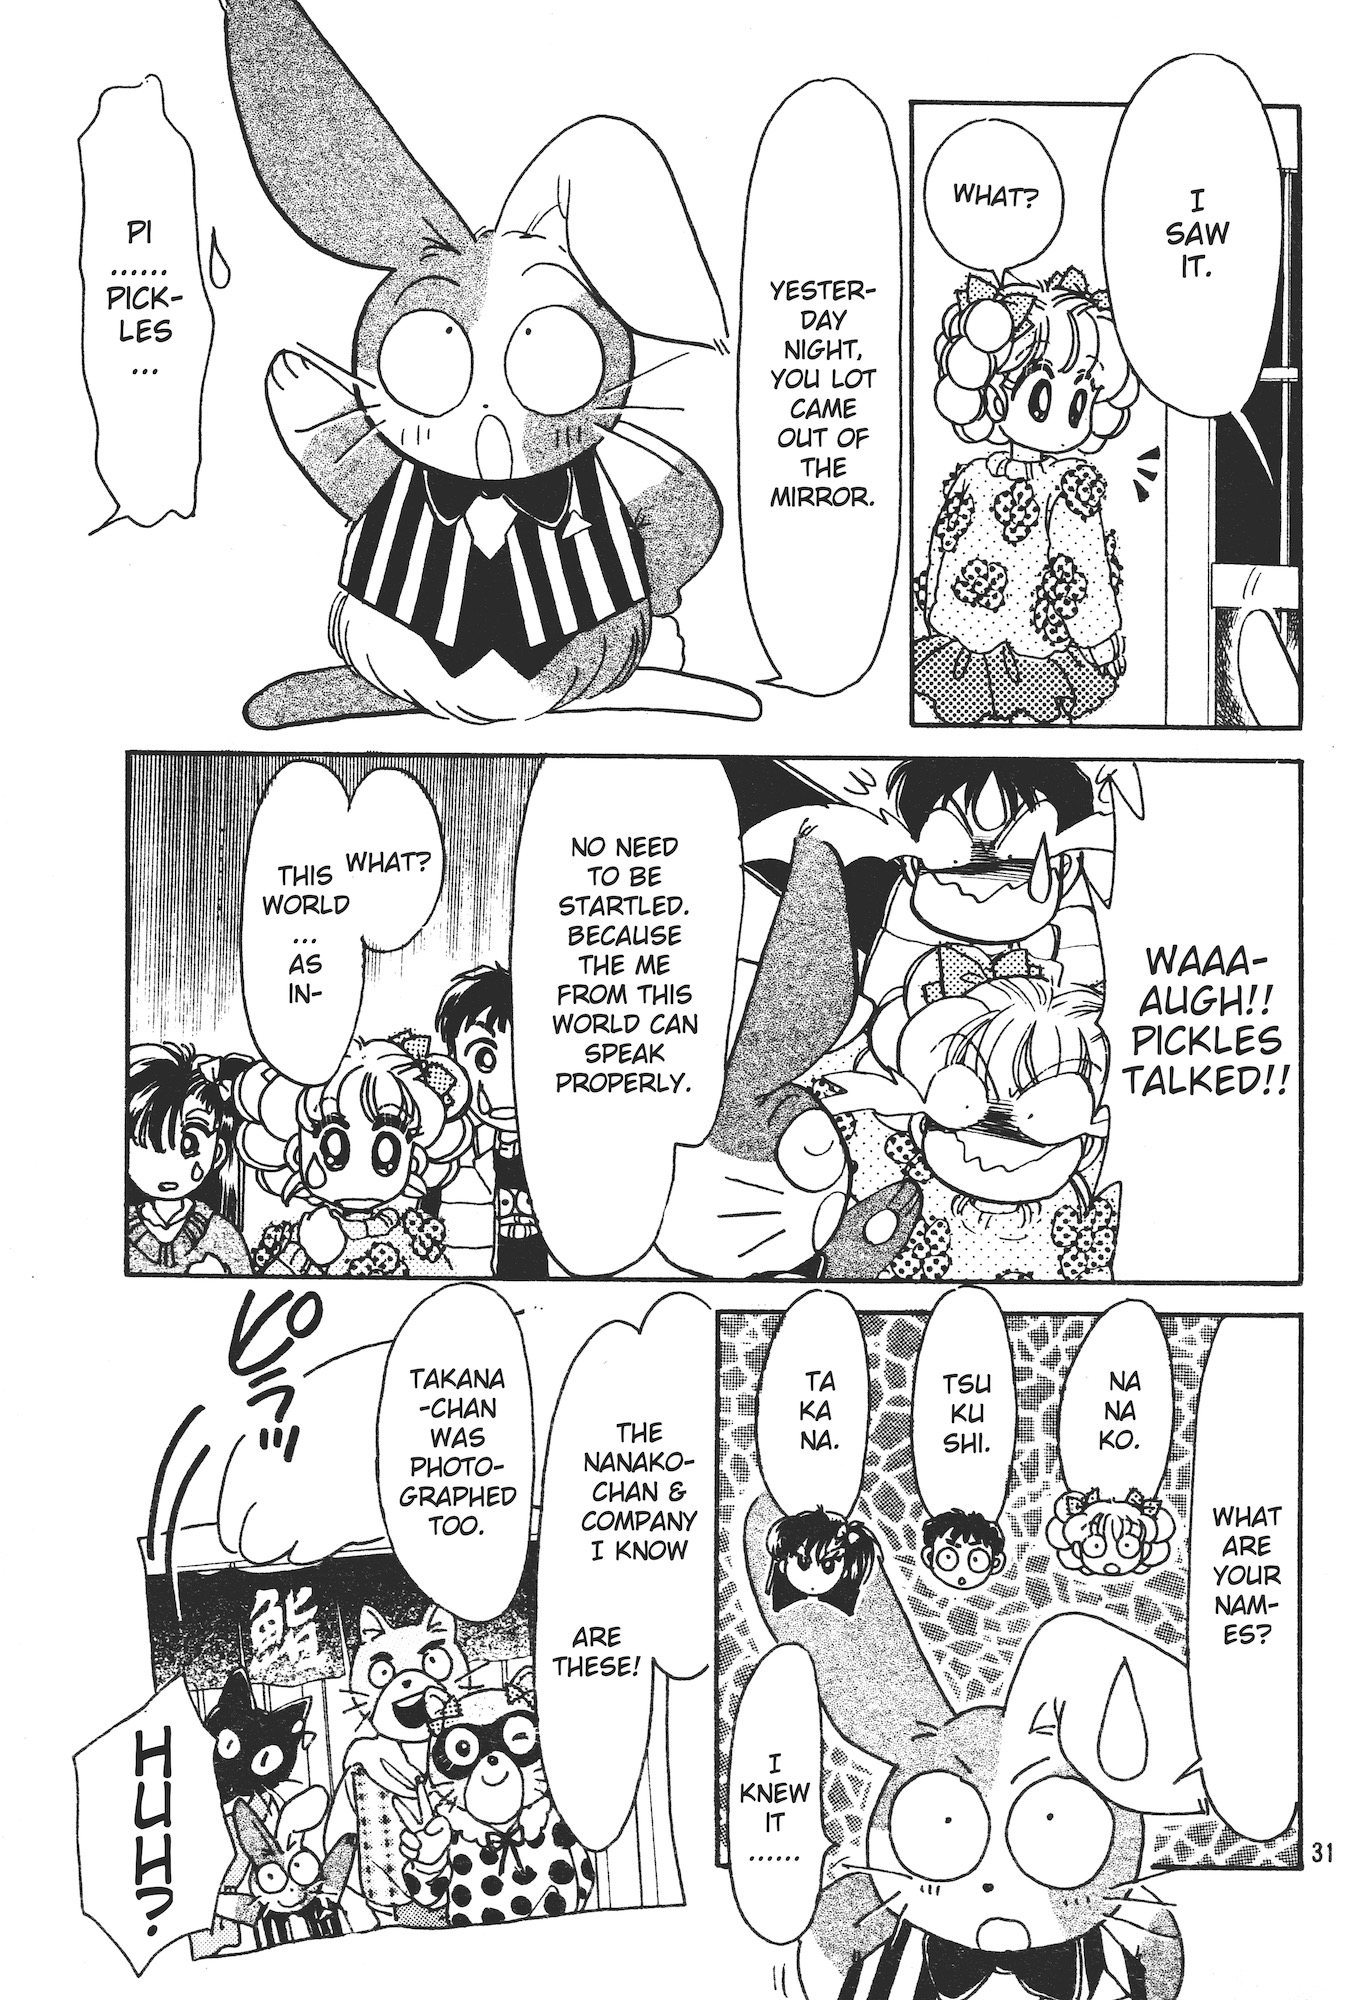 I
SAW
IT.
WHAT?
YESTER-
DAY
NIGHT,
YOU LOT
CAME
OUT OF
THE
MIRROR.
PI
......
PICK-
LES
...
WAAA-
AUGH!!
PICKLES
TALKED!!
NO NEED
TO BE
STARTLED.
BECAUSE
THE ME
FROM THIS
WORLD CAN
SPEAK
PROPERLY.
WHAT?
THIS
WORLD
...
AS
IN-
WHAT
ARE
YOUR
NAM-
ES?
NA
NA
KO.
TSU
KU
SHI.
TA
KA
NA.
I
KNEW
IT
......
THE
NANAKO-
CHAN &
COMPANY
I KNOW
ARE
THESE!
TAKANA
-CHAN
WAS
PHOTO-
GRAPHED
TOO.
ピラッ
鮨
HUH?
31